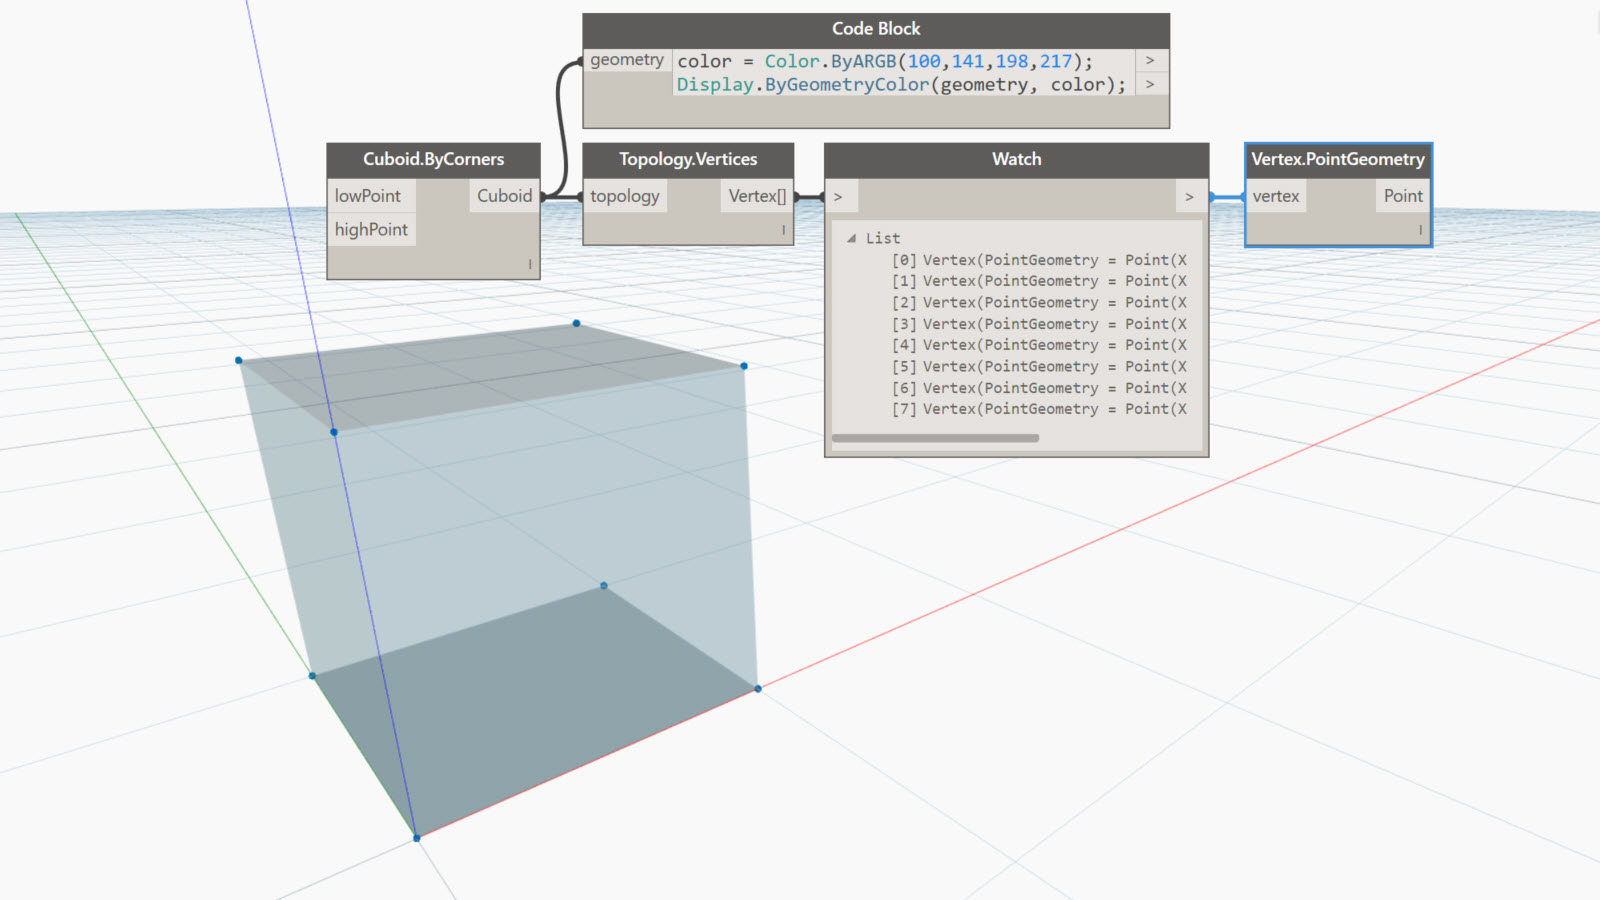 Code Block
geometry
color = Color.ByARGB(100,141,198,217);
>
Display.ByGeometryColor(geometry, color);
>
Cuboid.ByCorners
lowPoint
Cuboid
highPoint
Topology.Vertices
topology
Vertex[]
Watch
>
>
List
[0] Vertex(PointGeometry = Point(X
[1] Vertex(PointGeometry = Point(X
[2] Vertex(PointGeometry = Point(X
[3] Vertex(PointGeometry = Point(X
[4] Vertex(PointGeometry = Point(X
[5] Vertex(PointGeometry = Point(X
[6] Vertex(PointGeometry = Point(X
[7] Vertex(PointGeometry = Point(X
Vertex.PointGeometry
vertex
Point